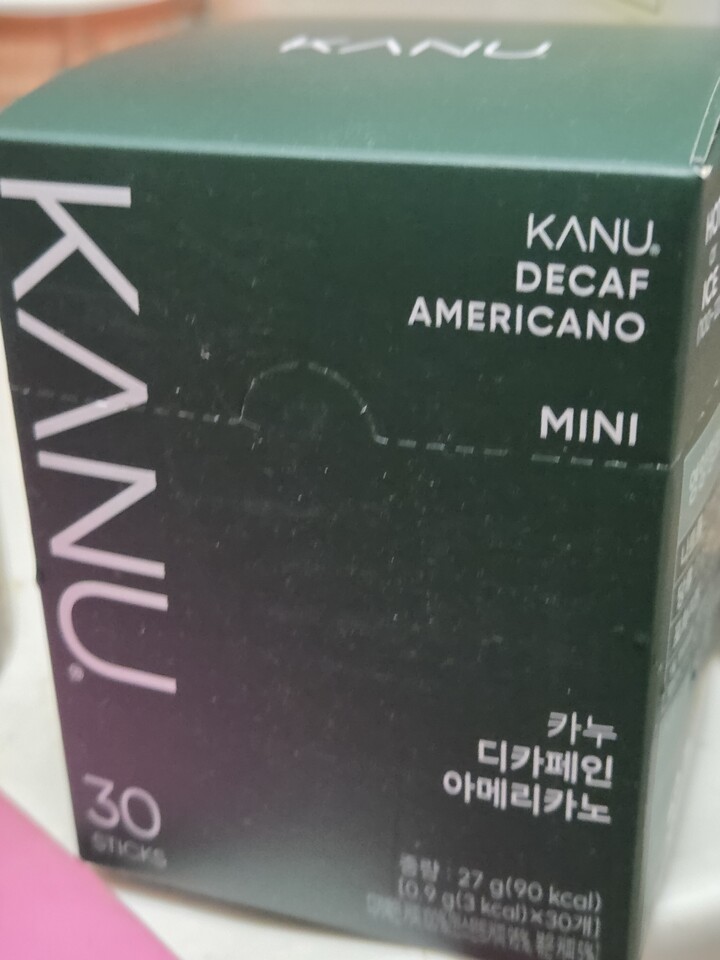 KANU
KANU®
KANU®
DECAF
AMERICANO
MINI
카누
디카페인
아메리카노
30
STICKS
총량 : 27 g(90 kcal)
[0.9 g(3 kcal)×30개]
ICE